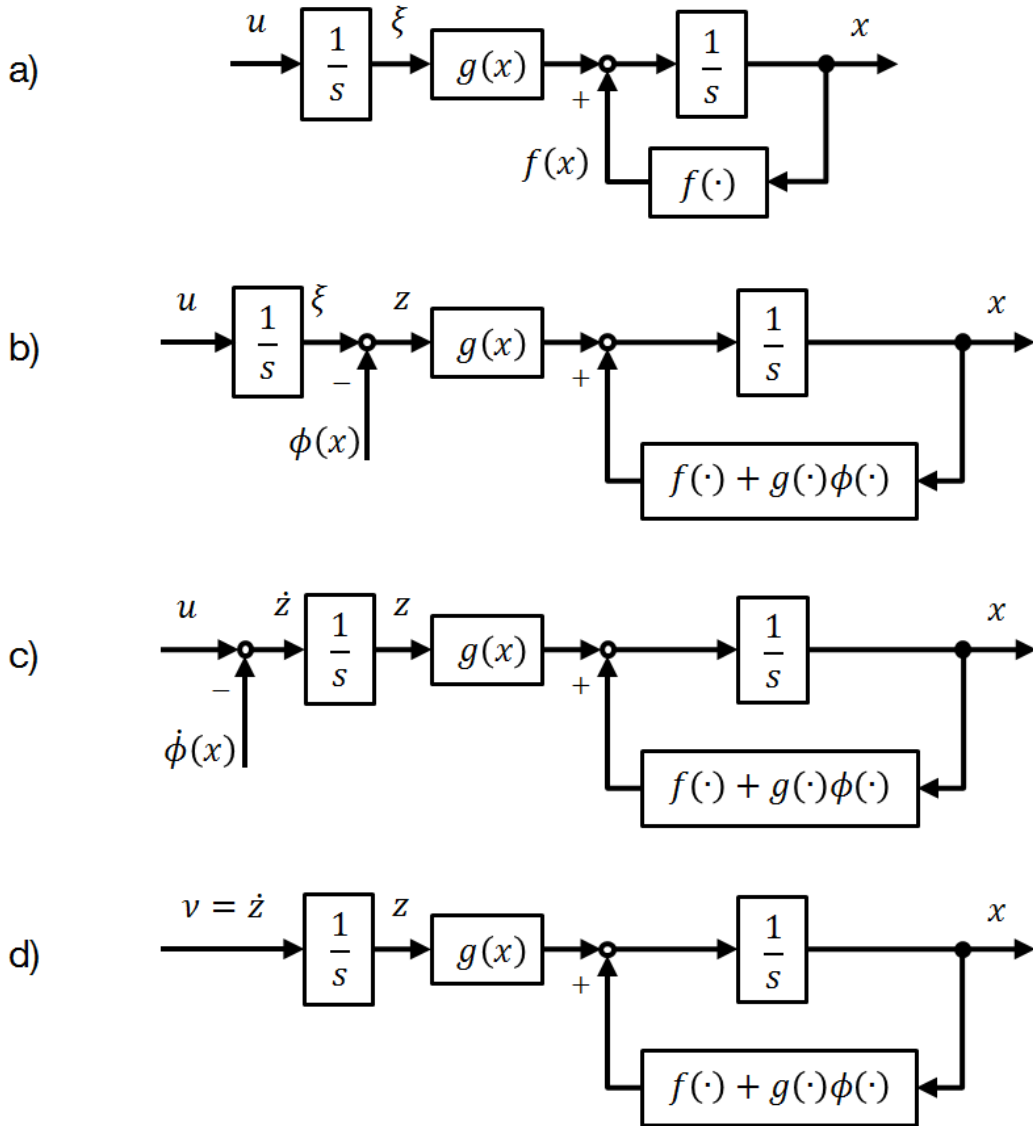 a) u 1/s ξ g(x) + 1/s x
f(x) f(·)
b) u 1/s ξ − z g(x) + 1/s x
ϕ(x) f(·) + g(·)ϕ(·)
c) u − ż 1/s z g(x) + 1/s x
ϕ̇(x) f(·) + g(·)ϕ(·)
d) ν = ż 1/s z g(x) + 1/s x
f(·) + g(·)ϕ(·)